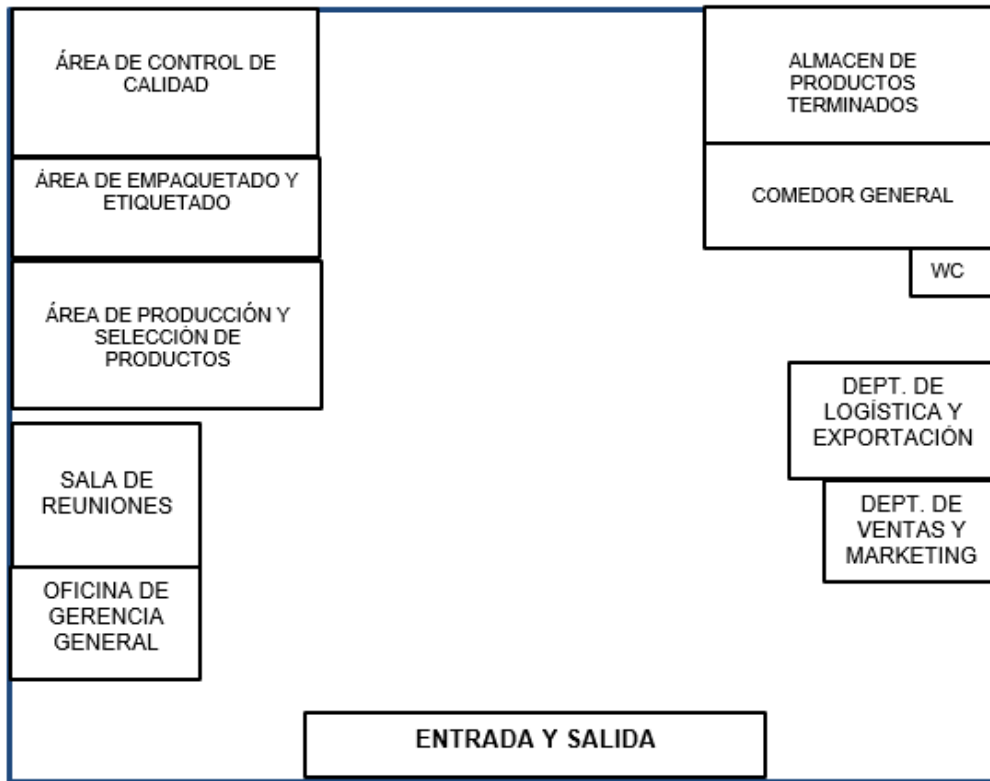 ÁREA DE CONTROL DE
CALIDAD
ÁREA DE EMPAQUETADO Y
ETIQUETADO
ÁREA DE PRODUCCIÓN Y
SELECCIÓN DE
PRODUCTOS
SALA DE
REUNIONES
OFICINA DE
GERENCIA
GENERAL
ALMACEN DE
PRODUCTOS
TERMINADOS
COMEDOR GENERAL
WC
DEPT. DE
LOGÍSTICA Y
EXPORTACIÓN
DEPT. DE
VENTAS Y
MARKETING
ENTRADA Y SALIDA